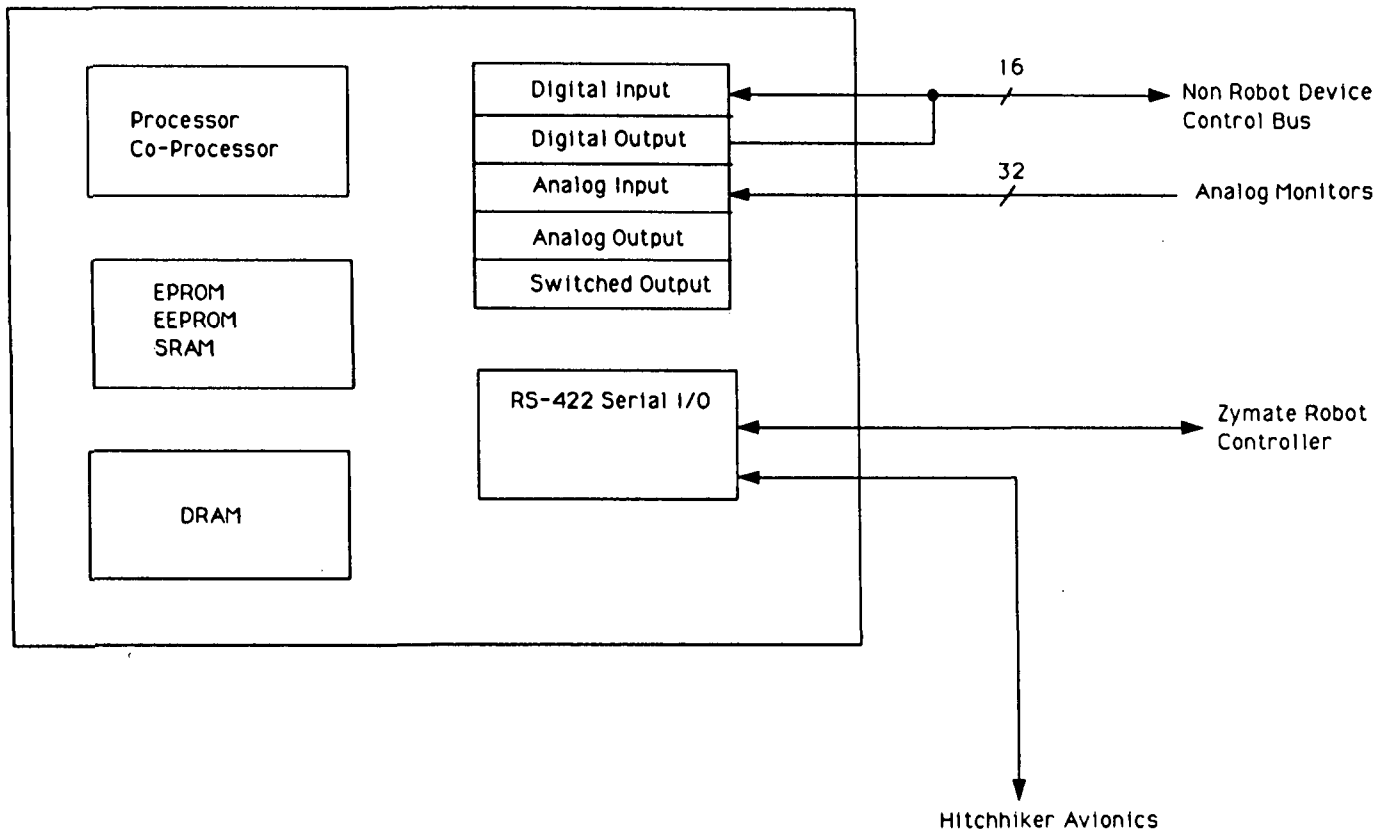 Processor
Co-Processor
EPROM
EEPROM
SRAM
DRAM
Digital Input
Digital Output
Analog Input
Analog Output
Switched Output
RS-422 Serial I/O
16
Non Robot Device
Control Bus
32
Analog Monitors
Zymate Robot
Controller
Hitchhiker Avionics